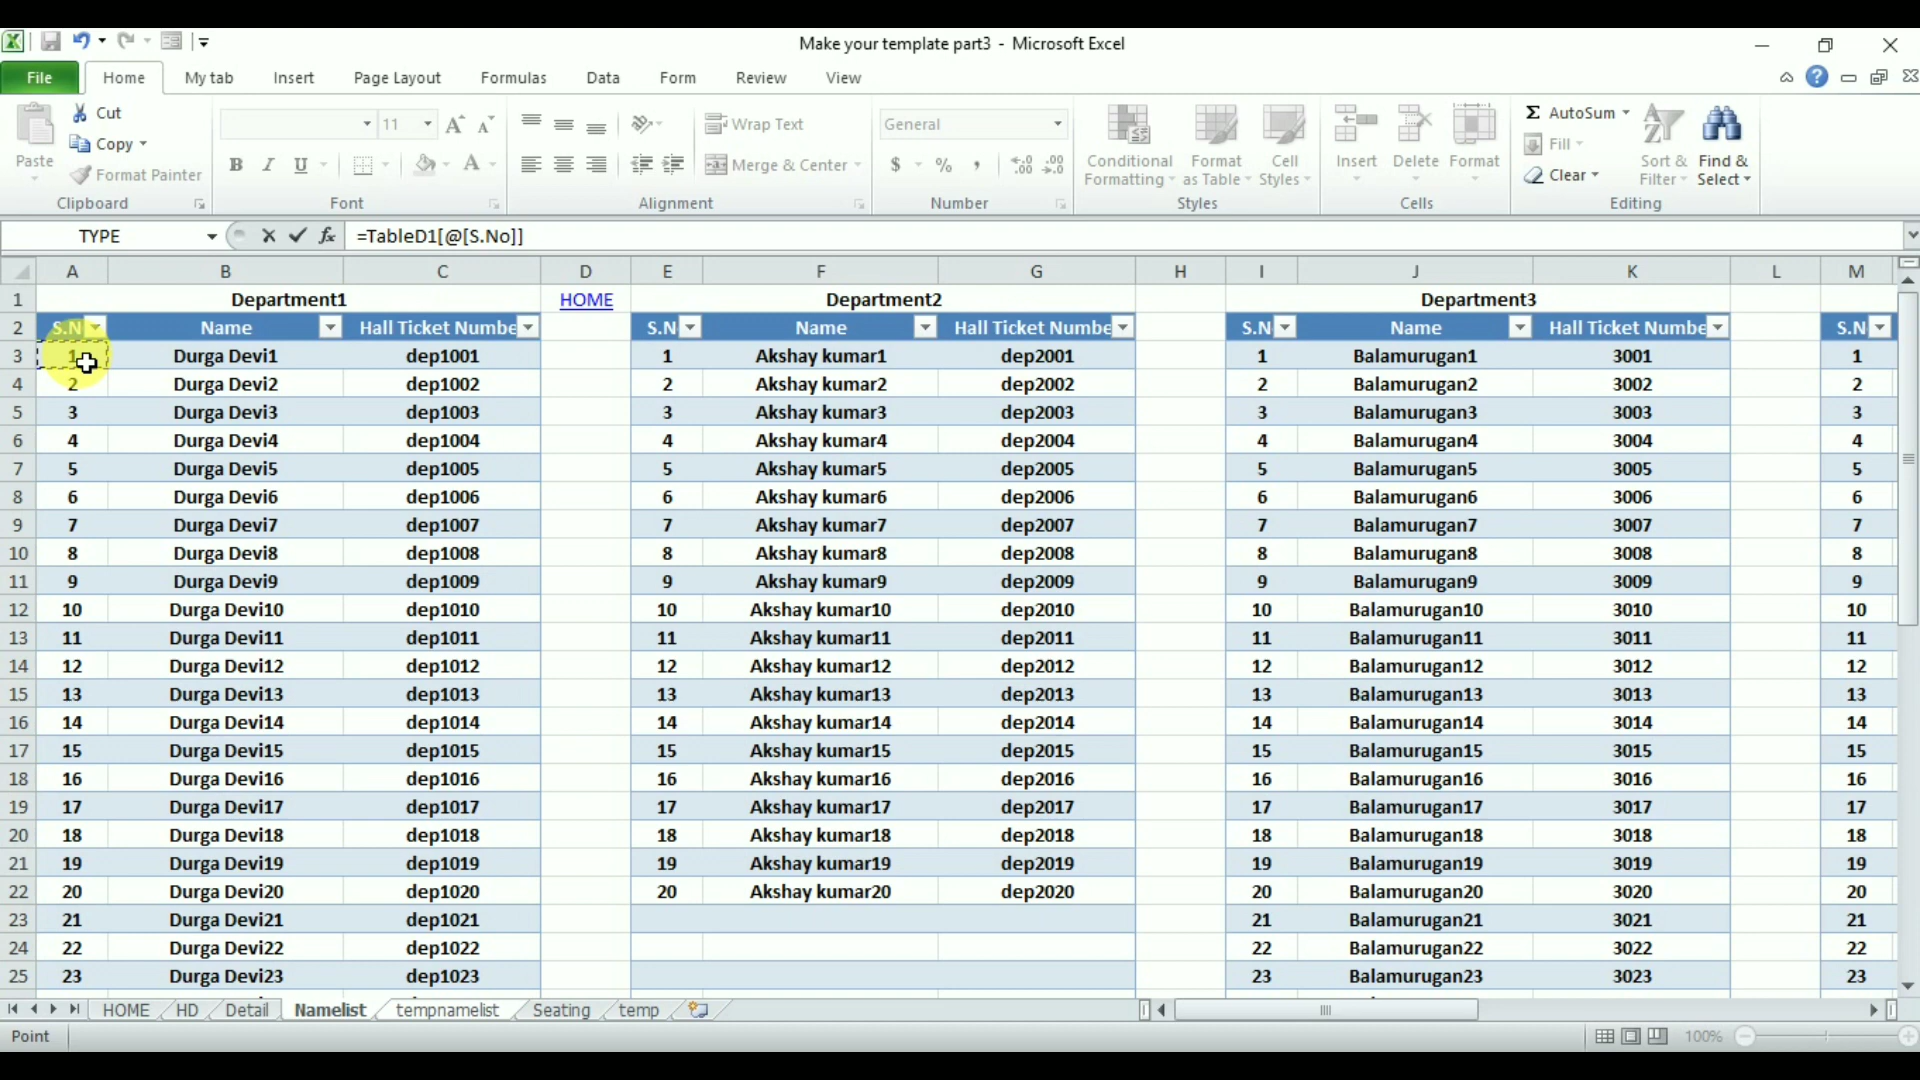 Make your template part3 - Microsoft Excel
File Home My tab Insert Page Layout Formulas Data Form Review View
Paste Cut Copy Format Painter
Clipboard
11
B I U A
Font
Wrap Text
Merge & Center
Alignment
General
$ % ,
Number
Conditional Formatting Format as Table Cell Styles
Styles
Insert Delete Format
Cells
Σ AutoSum Fill Clear
Sort & Filter Find & Select
Editing
TYPE fx =TableD1[@[S.No]]
A B C D E F G H I J K L M
1 Department1 HOME Department2 Department3
2 S.N Name Hall Ticket Numbe S.N Name Hall Ticket Numbe S.N Name Hall Ticket Numbe S.N
3 1 Durga Devi1 dep1001 1 Akshay kumar1 dep2001 1 Balamurugan1 3001 1
4 2 Durga Devi2 dep1002 2 Akshay kumar2 dep2002 2 Balamurugan2 3002 2
5 3 Durga Devi3 dep1003 3 Akshay kumar3 dep2003 3 Balamurugan3 3003 3
6 4 Durga Devi4 dep1004 4 Akshay kumar4 dep2004 4 Balamurugan4 3004 4
7 5 Durga Devi5 dep1005 5 Akshay kumar5 dep2005 5 Balamurugan5 3005 5
8 6 Durga Devi6 dep1006 6 Akshay kumar6 dep2006 6 Balamurugan6 3006 6
9 7 Durga Devi7 dep1007 7 Akshay kumar7 dep2007 7 Balamurugan7 3007 7
10 8 Durga Devi8 dep1008 8 Akshay kumar8 dep2008 8 Balamurugan8 3008 8
11 9 Durga Devi9 dep1009 9 Akshay kumar9 dep2009 9 Balamurugan9 3009 9
12 10 Durga Devi10 dep1010 10 Akshay kumar10 dep2010 10 Balamurugan10 3010 10
13 11 Durga Devi11 dep1011 11 Akshay kumar11 dep2011 11 Balamurugan11 3011 11
14 12 Durga Devi12 dep1012 12 Akshay kumar12 dep2012 12 Balamurugan12 3012 12
15 13 Durga Devi13 dep1013 13 Akshay kumar13 dep2013 13 Balamurugan13 3013 13
16 14 Durga Devi14 dep1014 14 Akshay kumar14 dep2014 14 Balamurugan14 3014 14
17 15 Durga Devi15 dep1015 15 Akshay kumar15 dep2015 15 Balamurugan15 3015 15
18 16 Durga Devi16 dep1016 16 Akshay kumar16 dep2016 16 Balamurugan16 3016 16
19 17 Durga Devi17 dep1017 17 Akshay kumar17 dep2017 17 Balamurugan17 3017 17
20 18 Durga Devi18 dep1018 18 Akshay kumar18 dep2018 18 Balamurugan18 3018 18
21 19 Durga Devi19 dep1019 19 Akshay kumar19 dep2019 19 Balamurugan19 3019 19
22 20 Durga Devi20 dep1020 20 Akshay kumar20 dep2020 20 Balamurugan20 3020 20
23 21 Durga Devi21 dep1021 21 Balamurugan21 3021 21
24 22 Durga Devi22 dep1022 22 Balamurugan22 3022 22
25 23 Durga Devi23 dep1023 23 Balamurugan23 3023 23
HOME HD Detail Namelist tempnamelist Seating temp
Point 100%